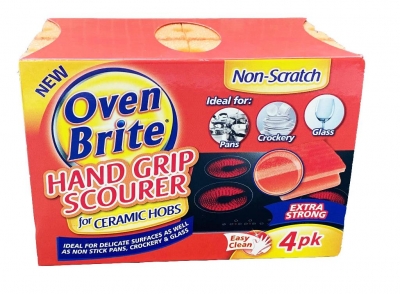 NEW
Oven
Brite
HAND GRIP
SCOURER
for CERAMIC HOBS
IDEAL FOR DELICATE SURFACES AS WELL
AS NON STICK PANS, CROCKERY & GLASS
Non-Scratch
Ideal for:
Pans
Crockery
Glass
EXTRA
STRONG
Easy
Clean
4pk